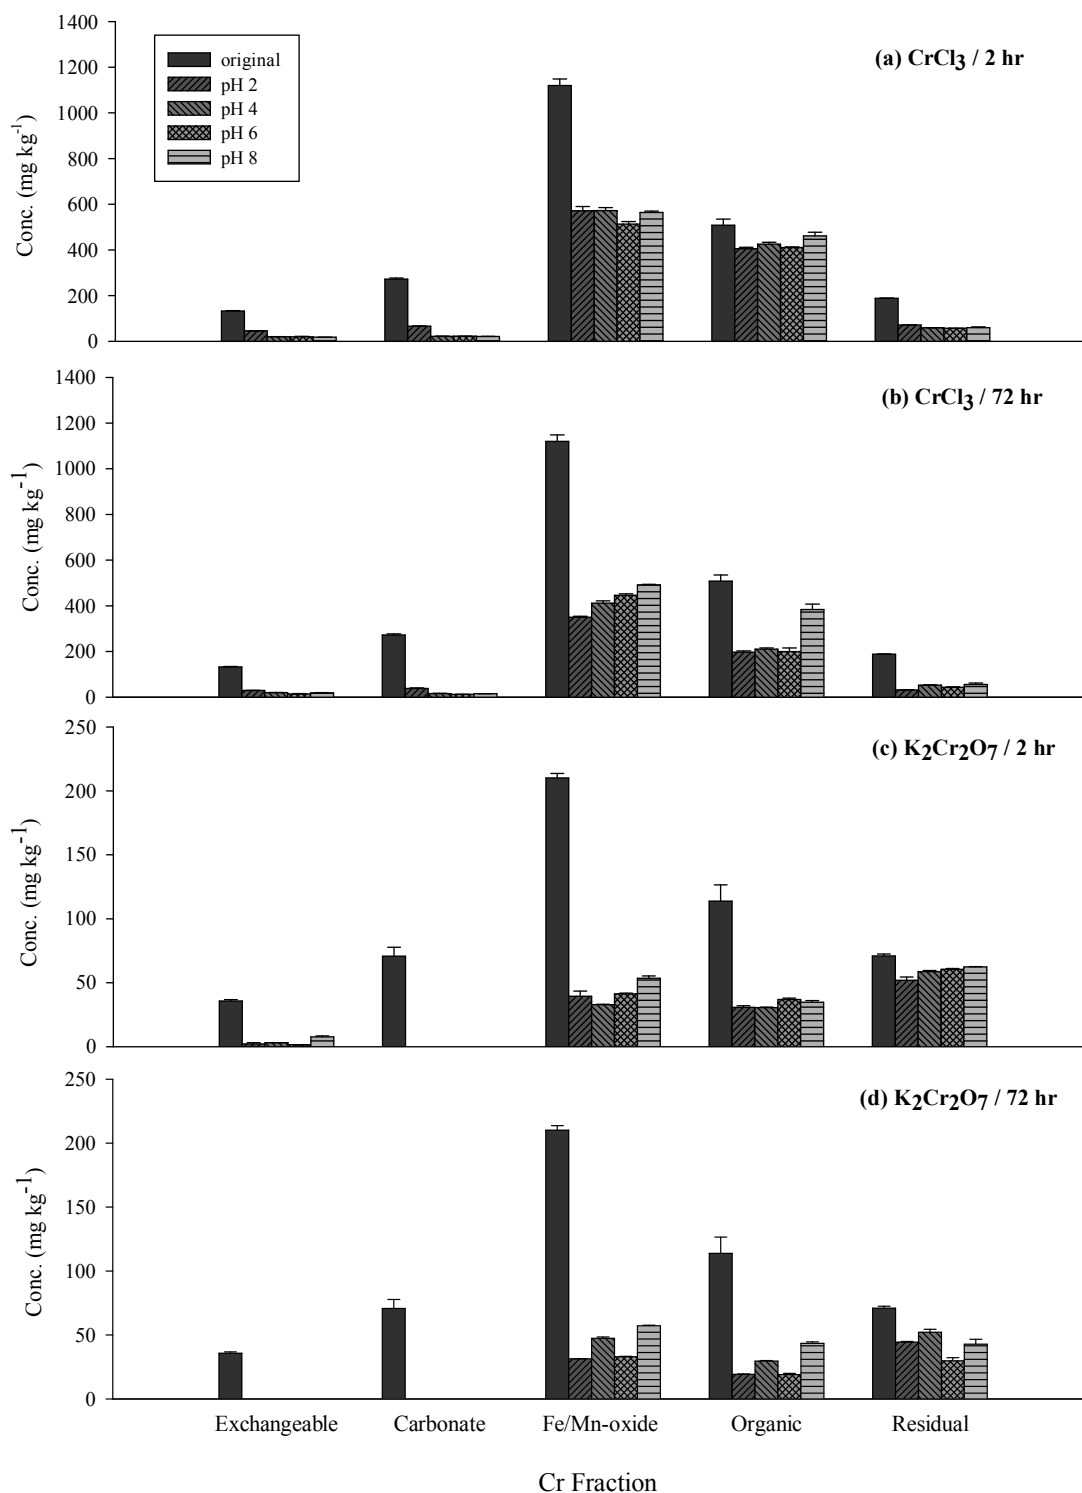 1400
1200
1000
800
600
400
200
0
Conc. (mg kg-1)
original
pH 2
pH 4
pH 6
pH 8
(a) CrCl3 / 2 hr
1400
1200
1000
800
600
400
200
0
Conc. (mg kg-1)
(b) CrCl3 / 72 hr
250
200
150
100
50
0
Conc. (mg kg-1)
(c) K2Cr2O7 / 2 hr
250
200
150
100
50
0
Conc. (mg kg-1)
(d) K2Cr2O7 / 72 hr
Exchangeable Carbonate Fe/Mn-oxide Organic Residual
Cr Fraction